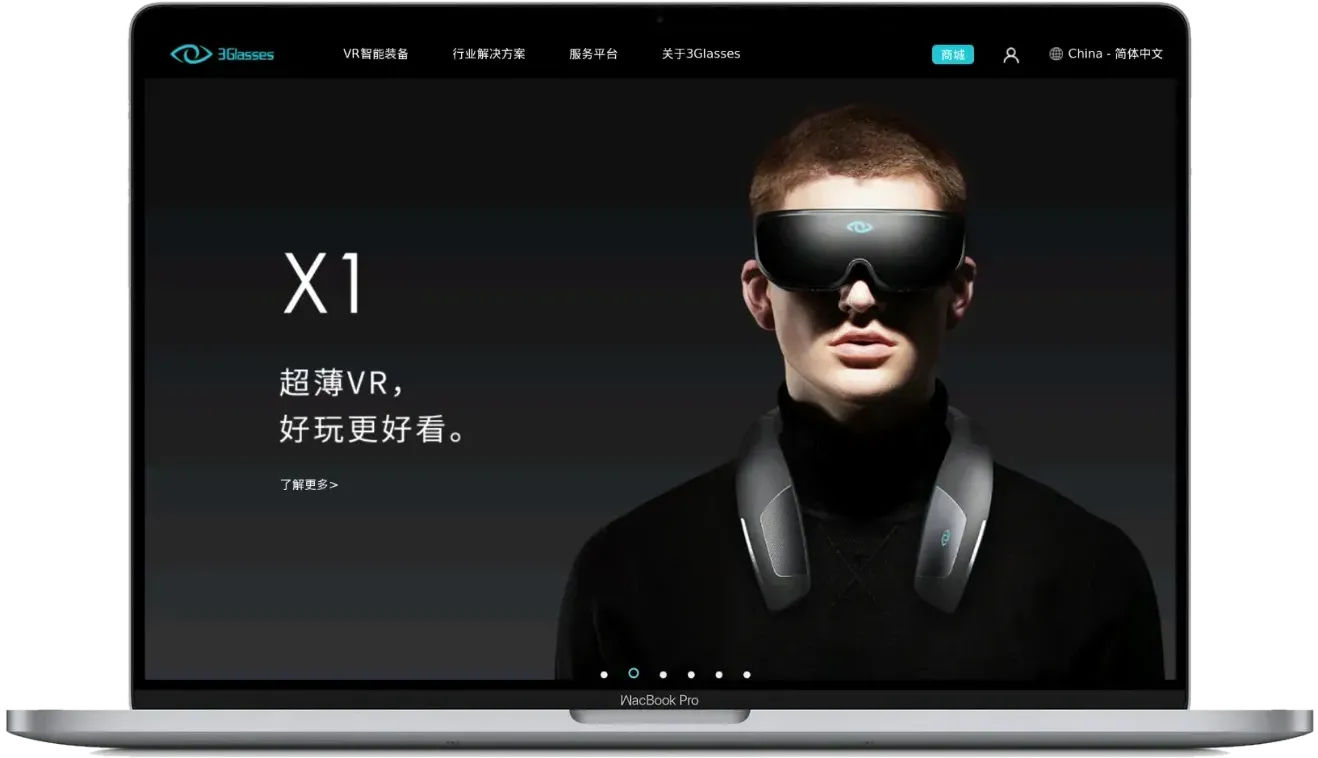 3Glasses
VR智能装备
行业解决方案
服务平台
关于3Glasses
商城
China - 简体中文
X1
超薄VR，
好玩更好看。
了解更多>
MacBook Pro